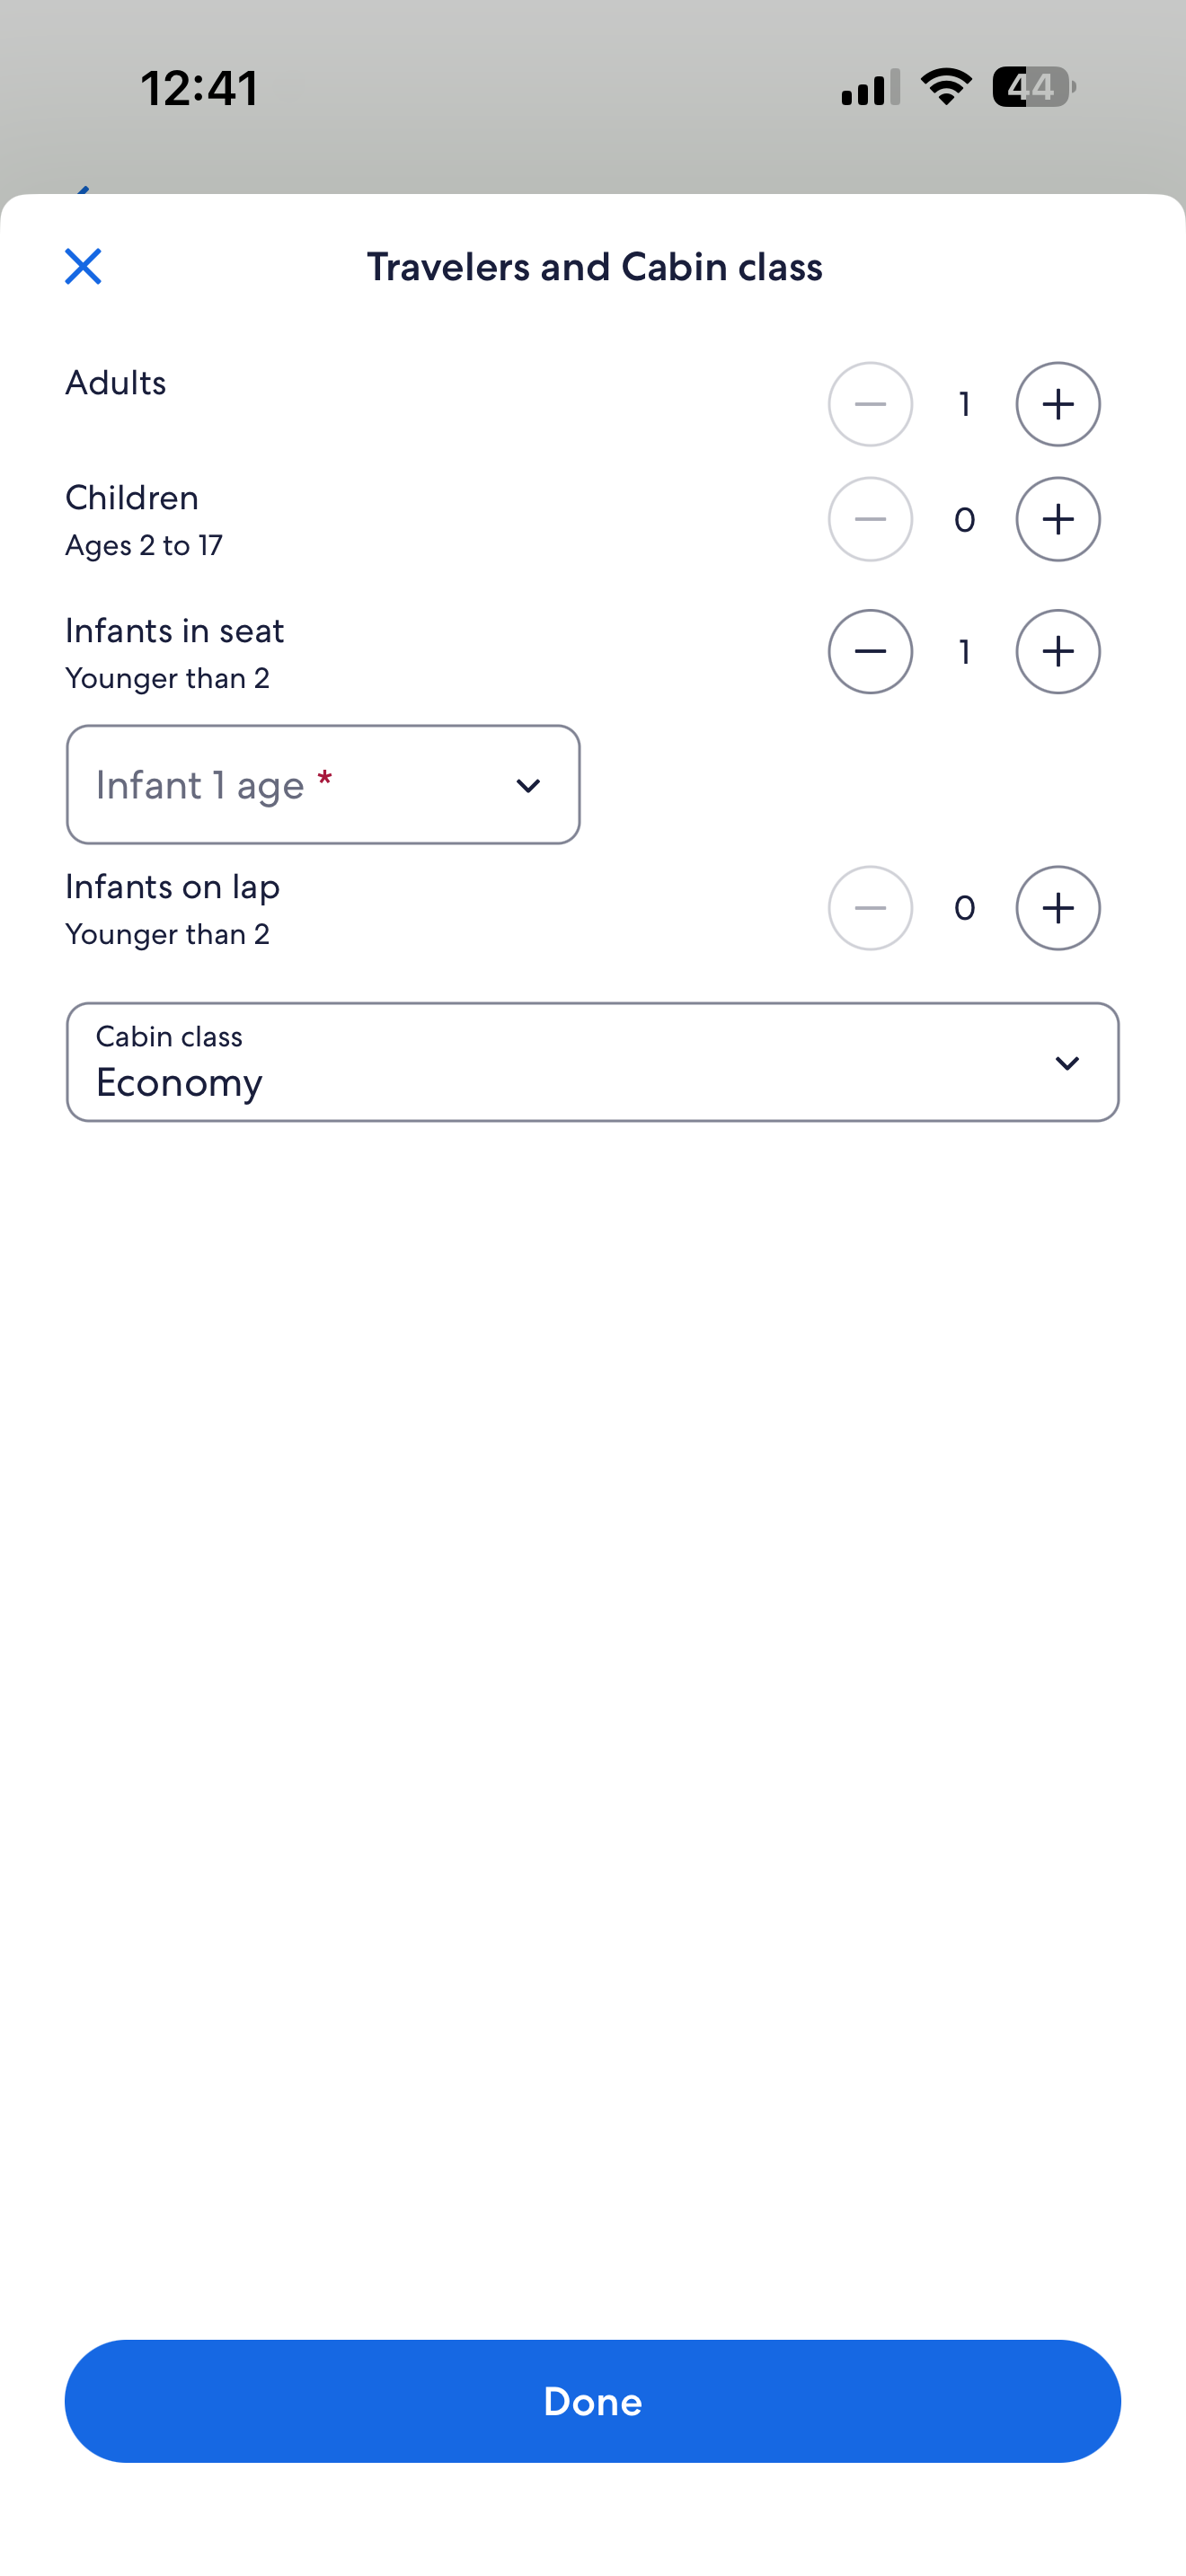 12:41
44
Travelers and Cabin class
Adults
1
Children
0
Ages 2 to 17
Infants in seat
1
Younger than 2
Infant 1 age *
Infants on lap
0
Younger than 2
Cabin class
Economy
Done